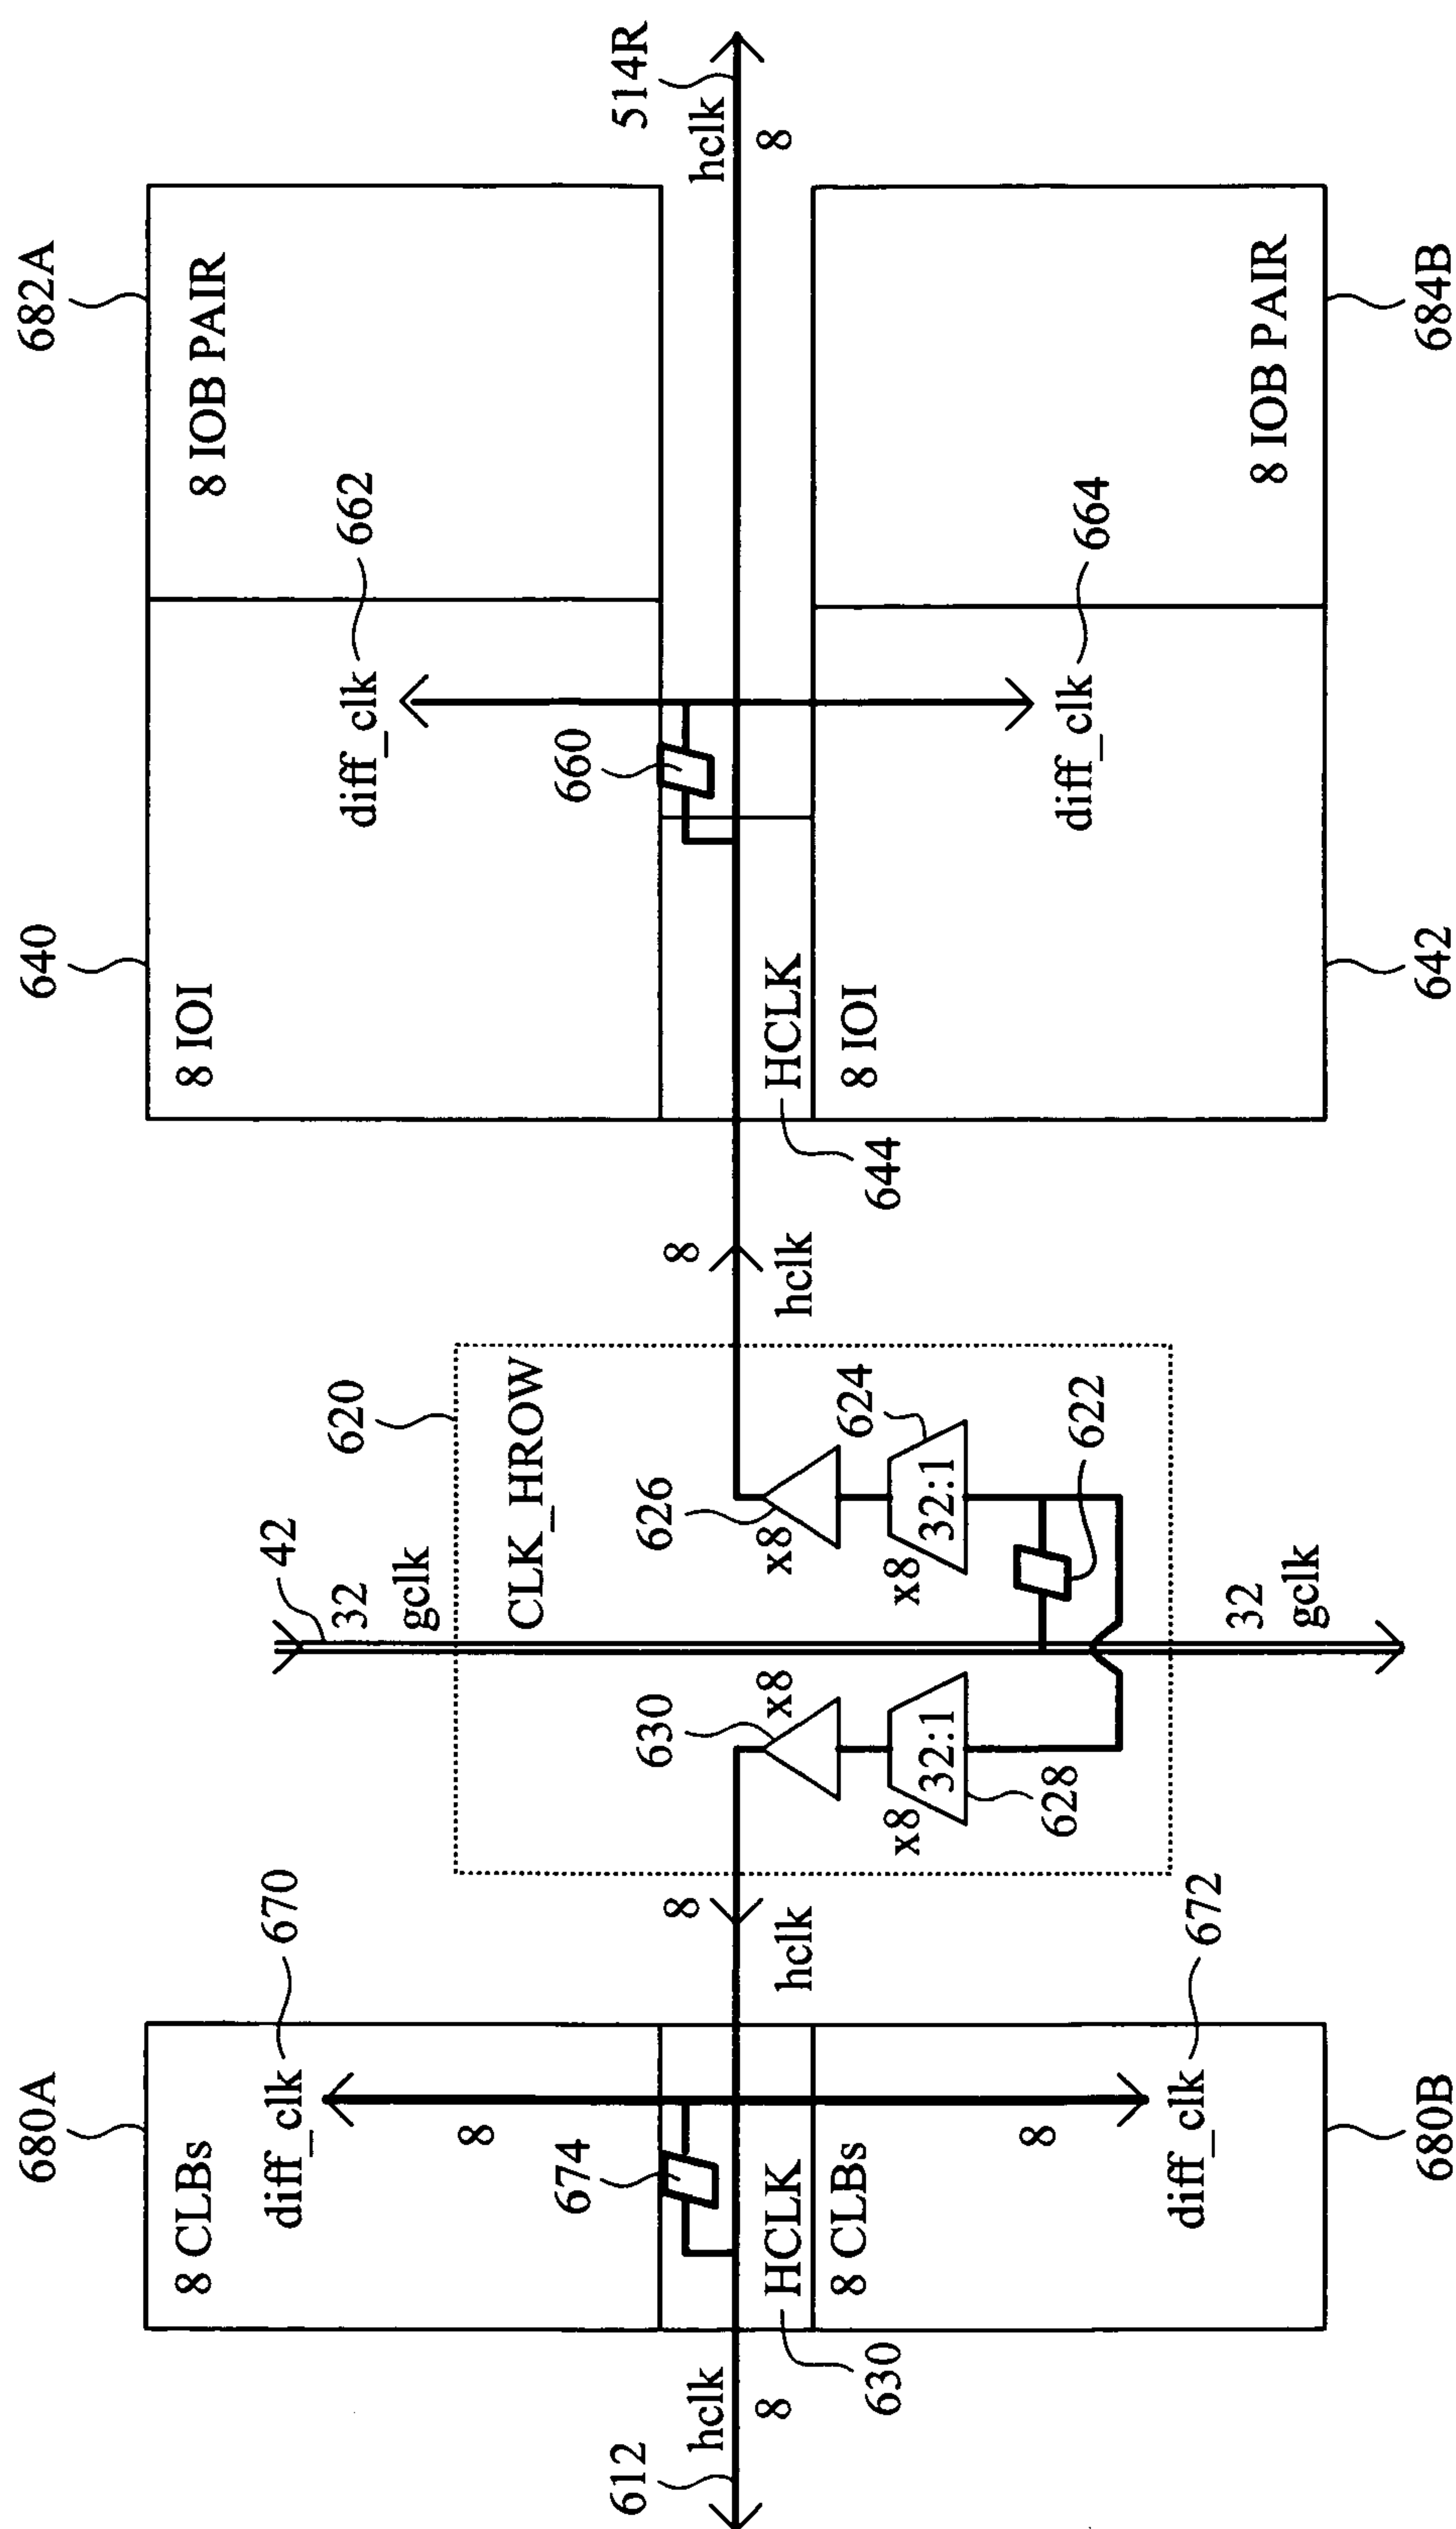 680A
640
682A
8 CLBs
diff_clk
670
8
674
612
hclk
8
HCLK
630
8 CLBs
8
diff_clk
672
680B
8
hclk
620
42
32
gclk
CLK_HROW
630
x8
626
x8
x8
32:1
628
x8
32:1
624
622
32
gclk
8
hclk
8 IOI
8 IOB PAIR
diff_clk
662
660
644
HCLK
hclk
8
514R
8 IOI
diff_clk
664
8 IOB PAIR
642
684B